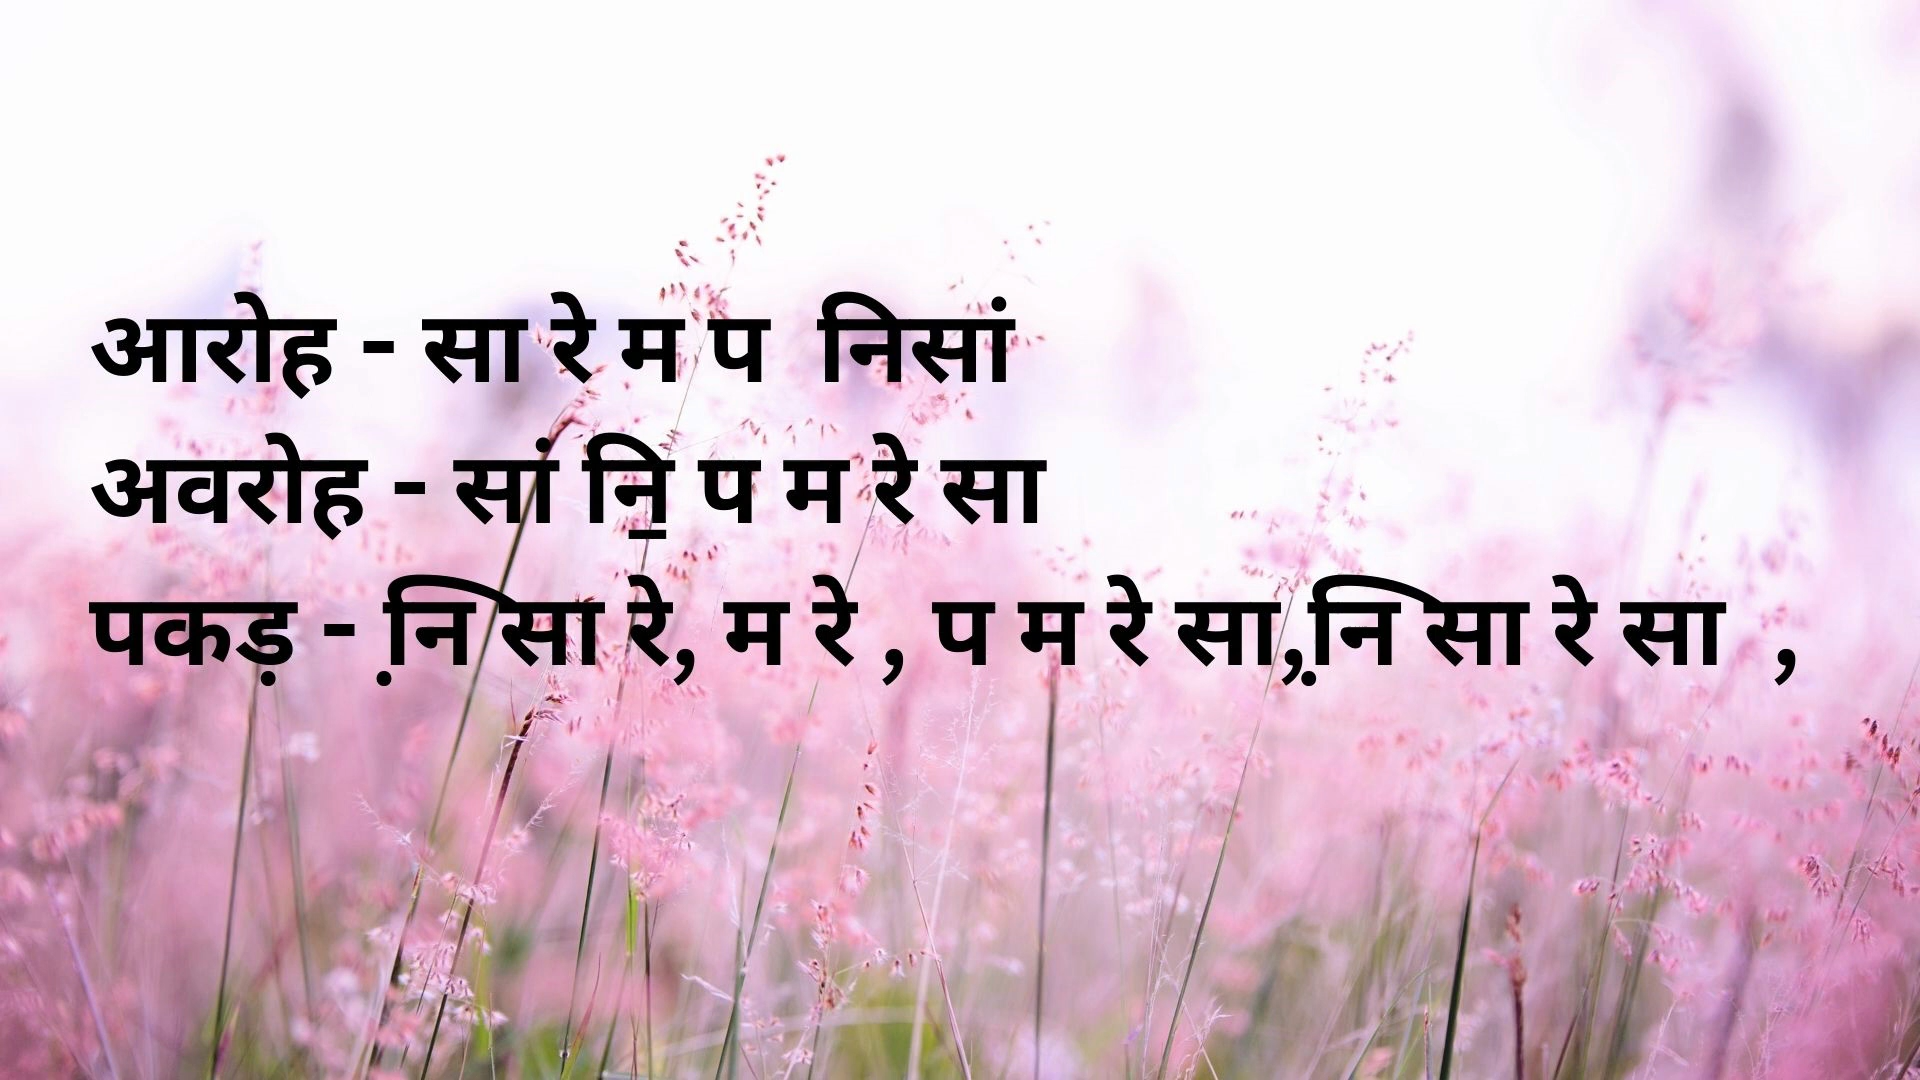 आरोह - सा रे म प  निसां
अवरोह - सां नि॒ प म रे सा
पकड़ - .नि सा रे, म रे , प म रे सा,.नि सा रे सा  ,